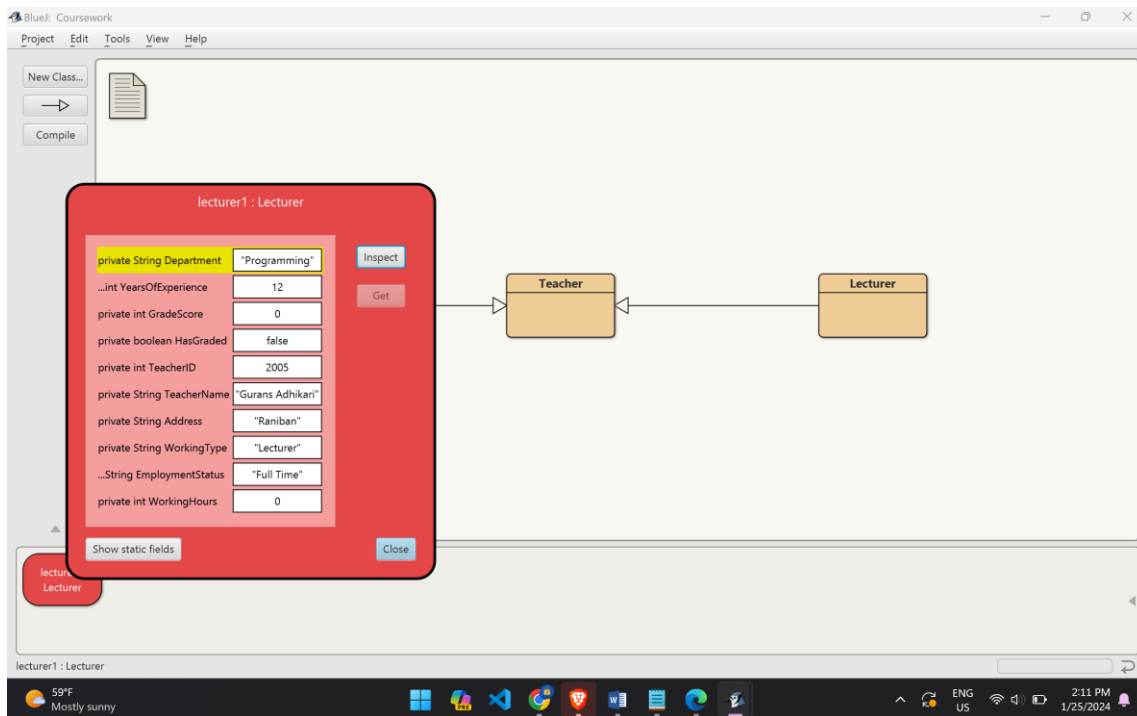 BlueJ: Coursework
Project Edit Tools View Help
New Class...
Compile
lecturer1 : Lecturer
private String Department "Programming"
...int YearsOfExperience 12
private int GradeScore 0
private boolean HasGraded false
private int TeacherID 2005
private String TeacherName "Gurans Adhikari"
private String Address "Raniban"
private String WorkingType "Lecturer"
...String EmploymentStatus "Full Time"
private int WorkingHours 0
Inspect
Get
Show static fields
Close
Teacher
Lecturer
lectur
Lecturer
lecturer1 : Lecturer
59°F
Mostly sunny
PRE
ENG
US
2:11 PM
1/25/2024